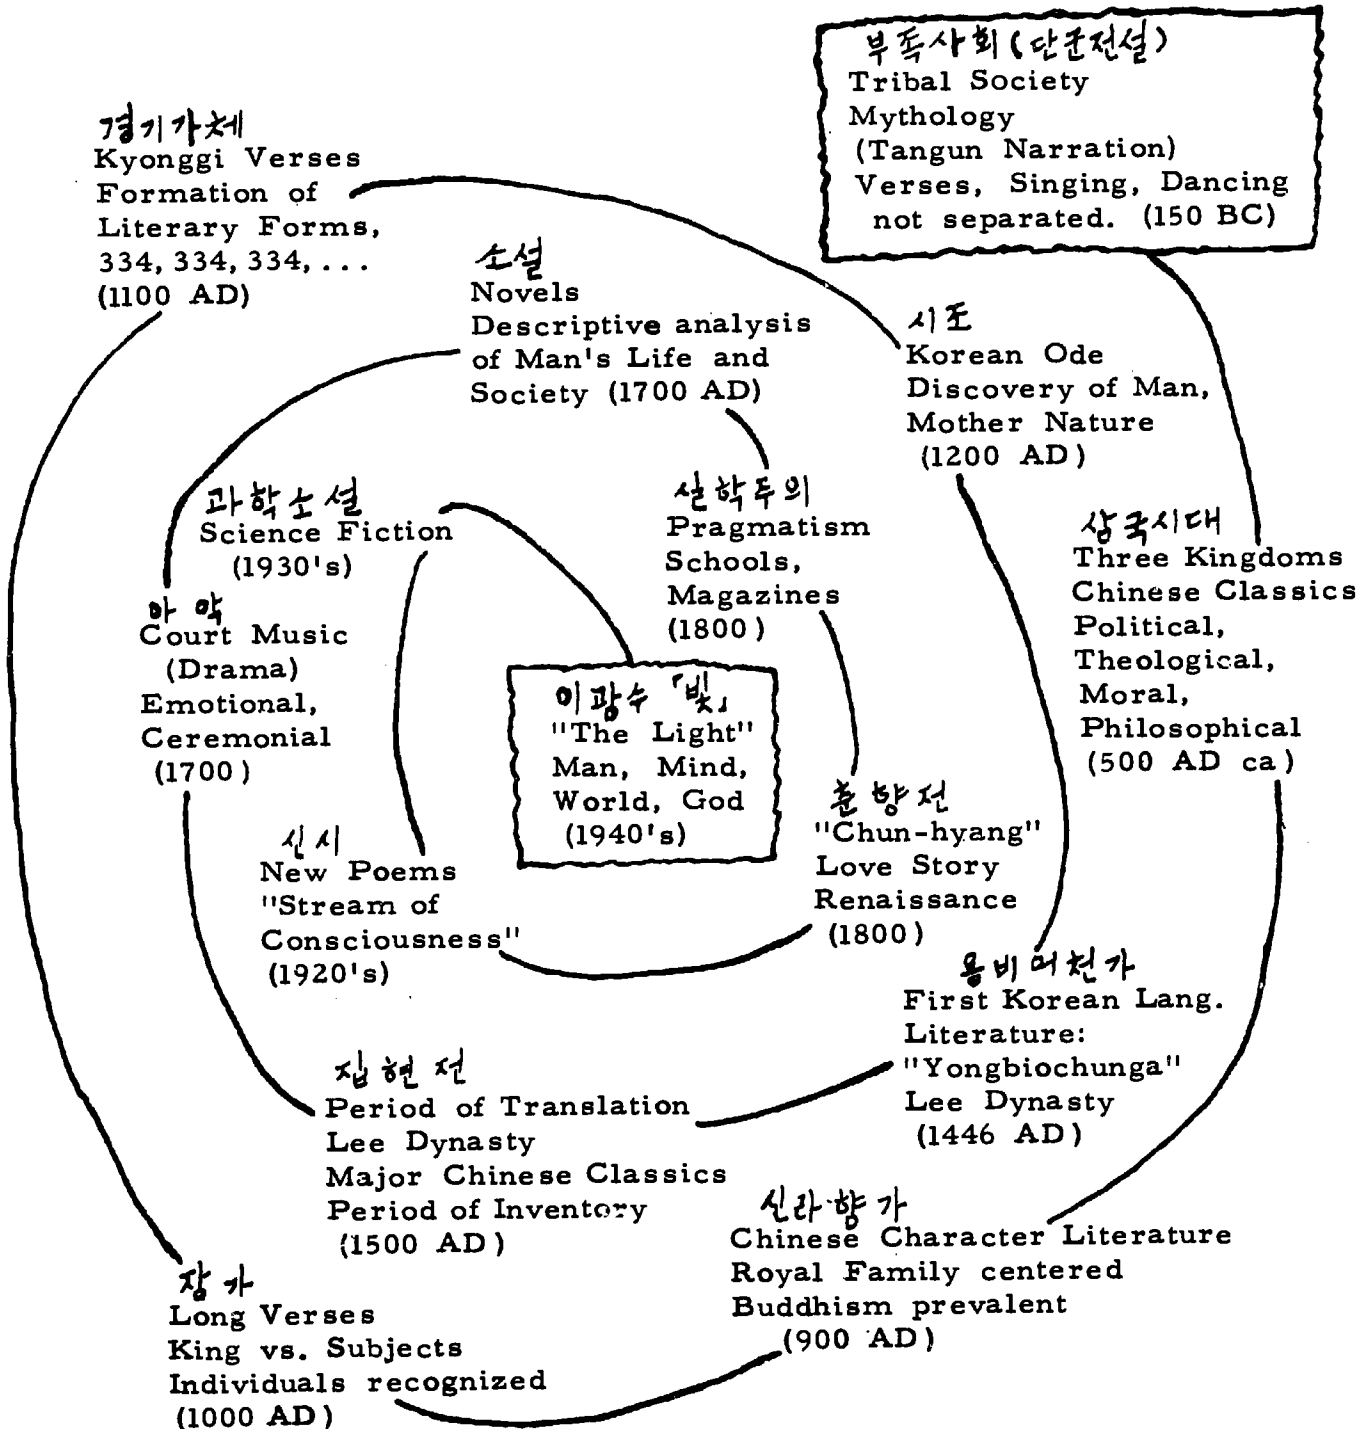 부족사회(단군전설)
Tribal Society
Mythology
(Tangun Narration)
Verses, Singing, Dancing
not separated. (150 BC)
경기가체
Kyonggi Verses
Formation of
Literary Forms,
334, 334, 334, ...
(1100 AD)
소설
Novels
Descriptive analysis
of Man's Life and
Society (1700 AD)
시조
Korean Ode
Discovery of Man,
Mother Nature
(1200 AD)
과학소설
Science Fiction
(1930's)
실학주의
Pragmatism
Schools,
Magazines
(1800)
삼국시대
Three Kingdoms
Chinese Classics
Political,
Theological,
Moral,
Philosophical
(500 AD ca)
아악
Court Music
(Drama)
Emotional,
Ceremonial
(1700)
이광수 「빛」
"The Light"
Man, Mind,
World, God
(1940's)
신시
New Poems
"Stream of
Consciousness"
(1920's)
춘향전
"Chun-hyang"
Love Story
Renaissance
(1800)
용비어천가
First Korean Lang.
Literature:
"Yongbiochunga"
Lee Dynasty
(1446 AD)
집현전
Period of Translation
Lee Dynasty
Major Chinese Classics
Period of Inventory
(1500 AD)
신라향가
Chinese Character Literature
Royal Family centered
Buddhism prevalent
(900 AD)
장가
Long Verses
King vs. Subjects
Individuals recognized
(1000 AD)